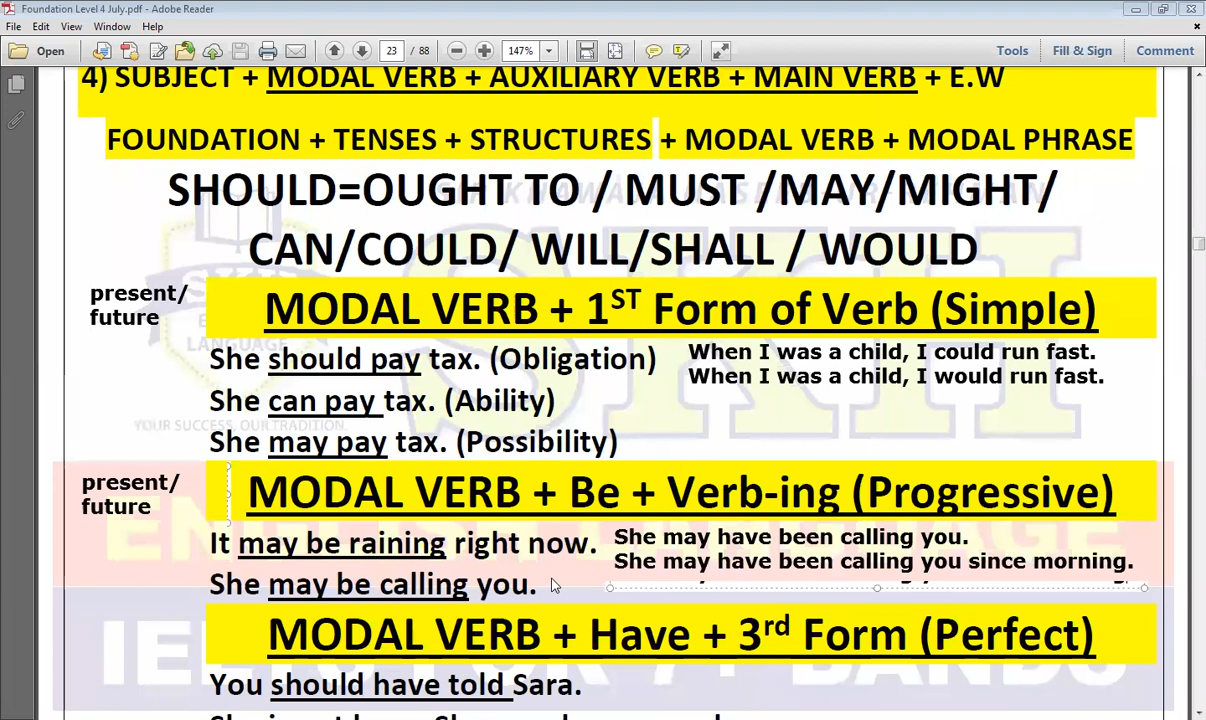 Foundation Level 4 July.pdf - Adobe Reader
File Edit View Window Help
Open 23 / 88 147% Tools Fill & Sign Comment
4) SUBJECT + MODAL VERB + AUXILIARY VERB + MAIN VERB + E.W
FOUNDATION + TENSES + STRUCTURES + MODAL VERB + MODAL PHRASE
SHOULD=OUGHT TO / MUST /MAY/MIGHT/
CAN/COULD/ WILL/SHALL / WOULD
present/
future
MODAL VERB + 1ST Form of Verb (Simple)
She should pay tax. (Obligation)
When I was a child, I could run fast.
When I was a child, I would run fast.
She can pay tax. (Ability)
YOUR SUCCESS, OUR TRADITION.
She may pay tax. (Possibility)
present/
future
MODAL VERB + Be + Verb-ing (Progressive)
It may be raining right now.
She may have been calling you.
She may have been calling you since morning.
She may be calling you.
MODAL VERB + Have + 3rd Form (Perfect)
You should have told Sara.
SKII
LANGUAGE
ENGLISH LANGUAGE